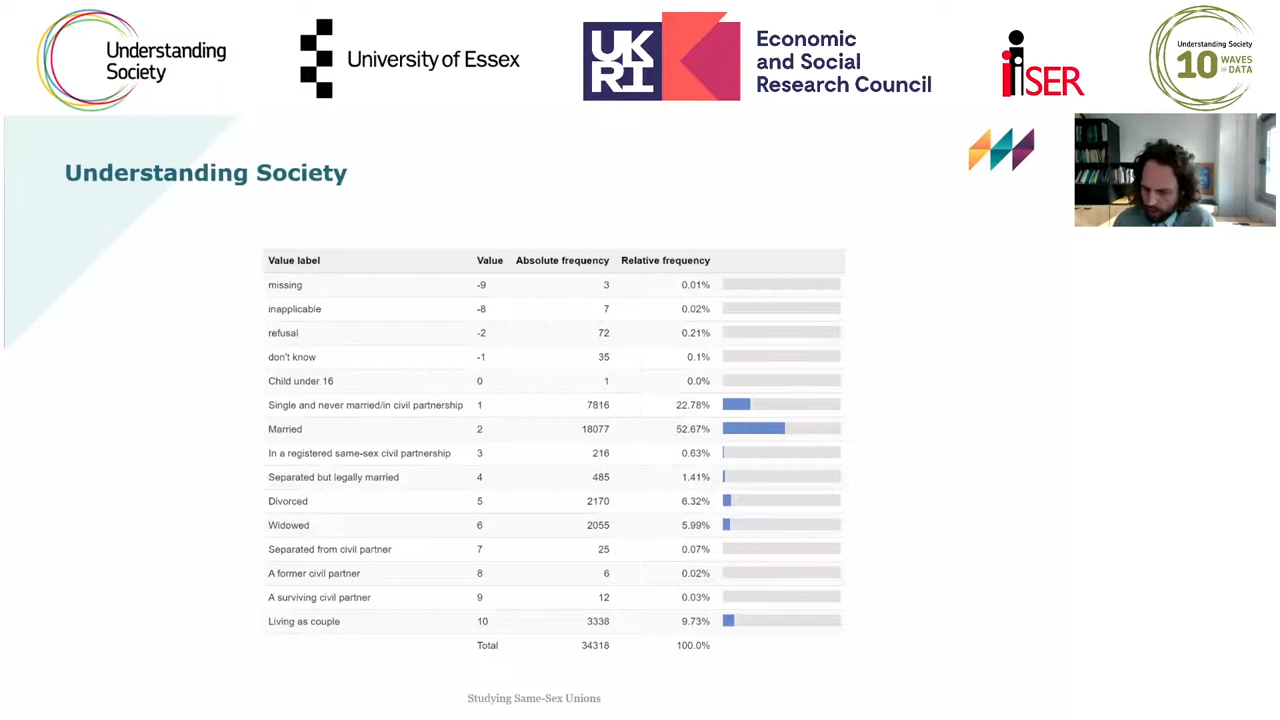 Understanding
Society
University of Essex
UK
RI
Economic
and Social
Research Council
iSER
Understanding Society
10 WAVES
OF DATA
Understanding Society
Value label Value Absolute frequency Relative frequency
missing -9 3 0.01%
inapplicable -8 7 0.02%
refusal -2 72 0.21%
don't know -1 35 0.1%
Child under 16 0 1 0.0%
Single and never married/in civil partnership 1 7816 22.78%
Married 2 18077 52.67%
In a registered same-sex civil partnership 3 216 0.63%
Separated but legally married 4 485 1.41%
Divorced 5 2170 6.32%
Widowed 6 2055 5.99%
Separated from civil partner 7 25 0.07%
A former civil partner 8 6 0.02%
A surviving civil partner 9 12 0.03%
Living as couple 10 3338 9.73%
Total 34318 100.0%
Studying Same-Sex Unions